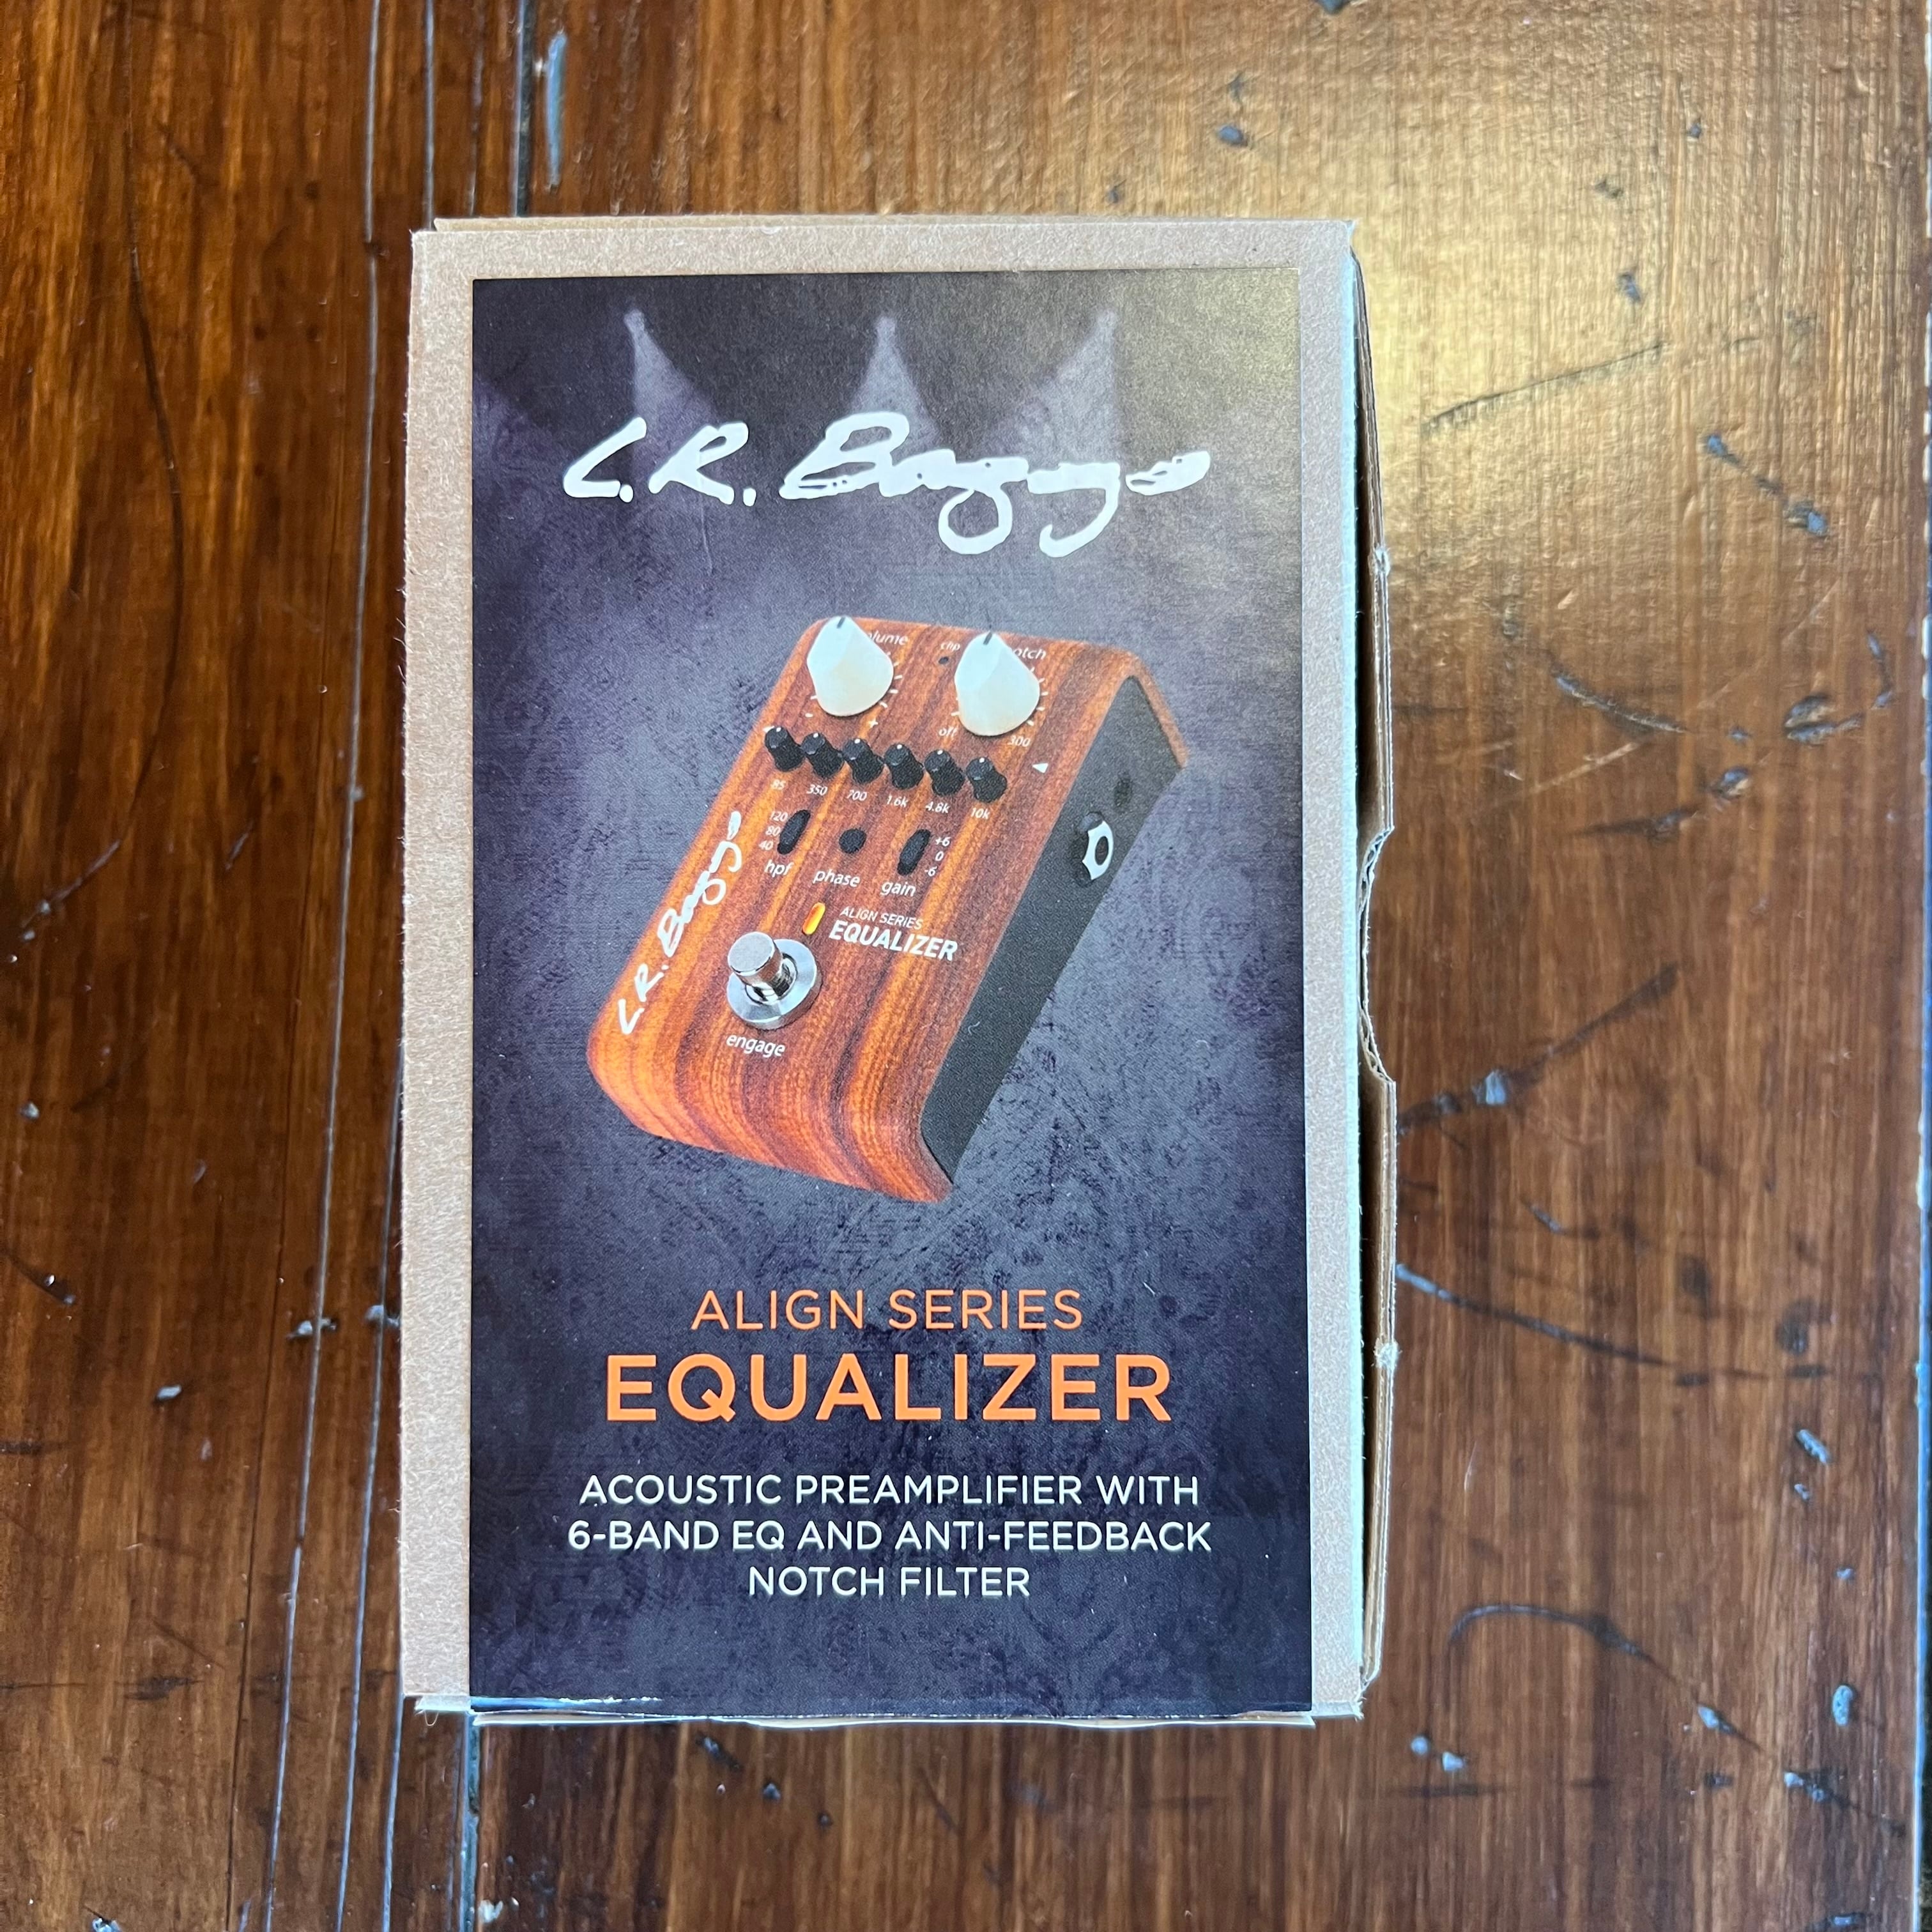 L.R. Baggs
volume
clip
notch
-
+
off
300
85
350
700
1.6k
4.8k
10k
120
80
40
+6
0
-6
hpf
phase
gain
L.R. Baggs
ALIGN SERIES
EQUALIZER
engage
ALIGN SERIES
EQUALIZER
ACOUSTIC PREAMPLIFIER WITH
6-BAND EQ AND ANTI-FEEDBACK
NOTCH FILTER